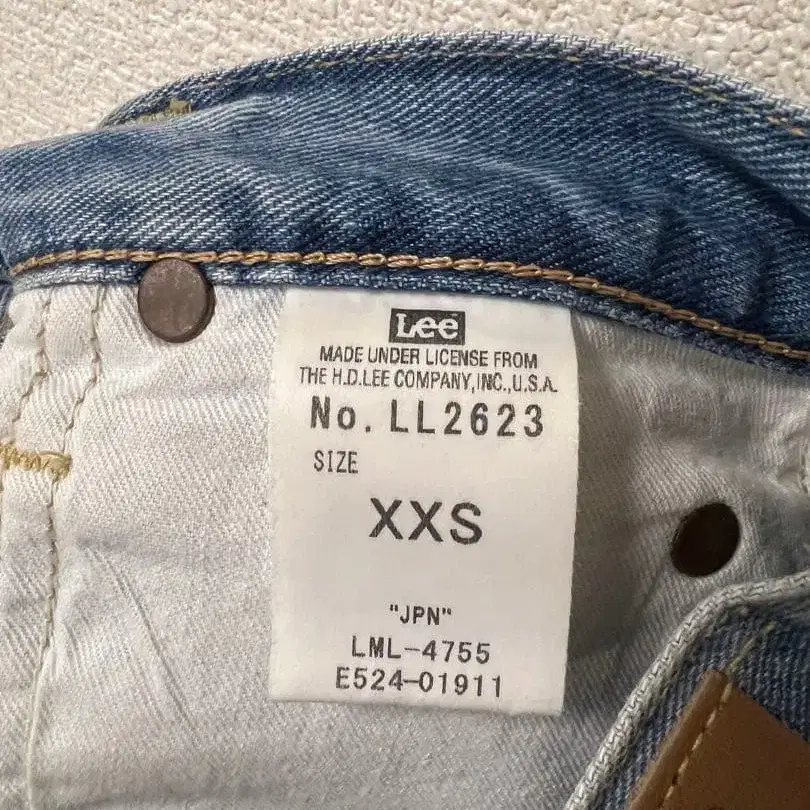 Lee
MADE UNDER LICENSE FROM
THE H.D.LEE COMPANY,INC.,U.S.A.
No. LL2623
SIZE
XXS
"JPN"
LML-4755
E524-01911